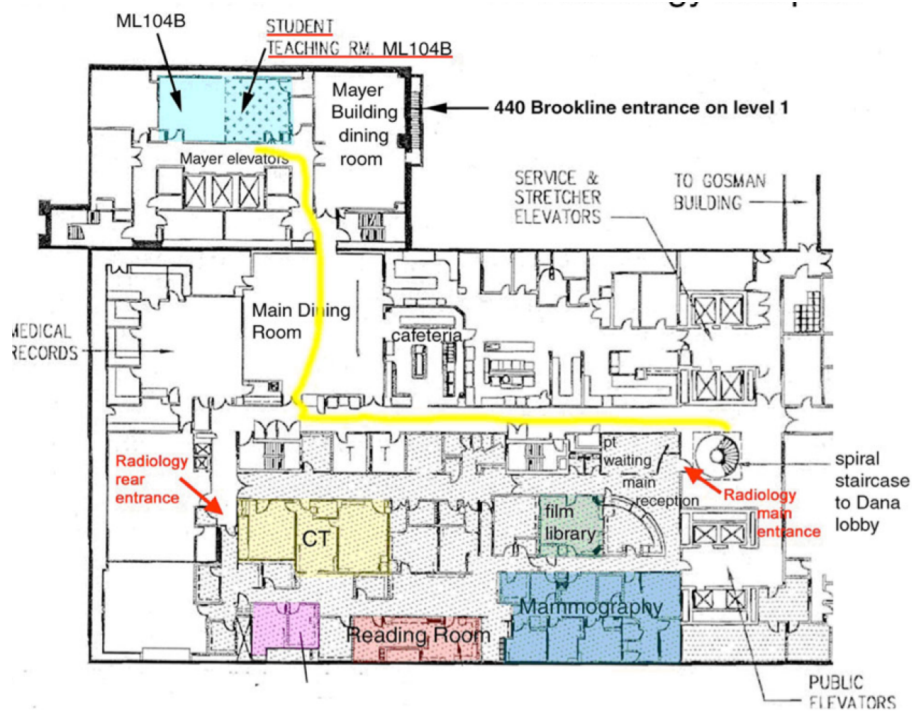 ML104B
STUDENT
TEACHING RM. ML104B
Mayer
Building
dining
room
440 Brookline entrance on level 1
Mayer elevators
SERVICE &
STRETCHER
ELEVATORS
TO GOSMAN
BUILDING
Main Dining
Room
cafeteria
MEDICAL
RECORDS
T
T
pt
waiting
main
reception
Radiology
rear
entrance
Radiology
main
entrance
spiral
staircase
to Dana
lobby
CT
film
library
Mammography
Reading Room
PUBLIC
ELEVATORS